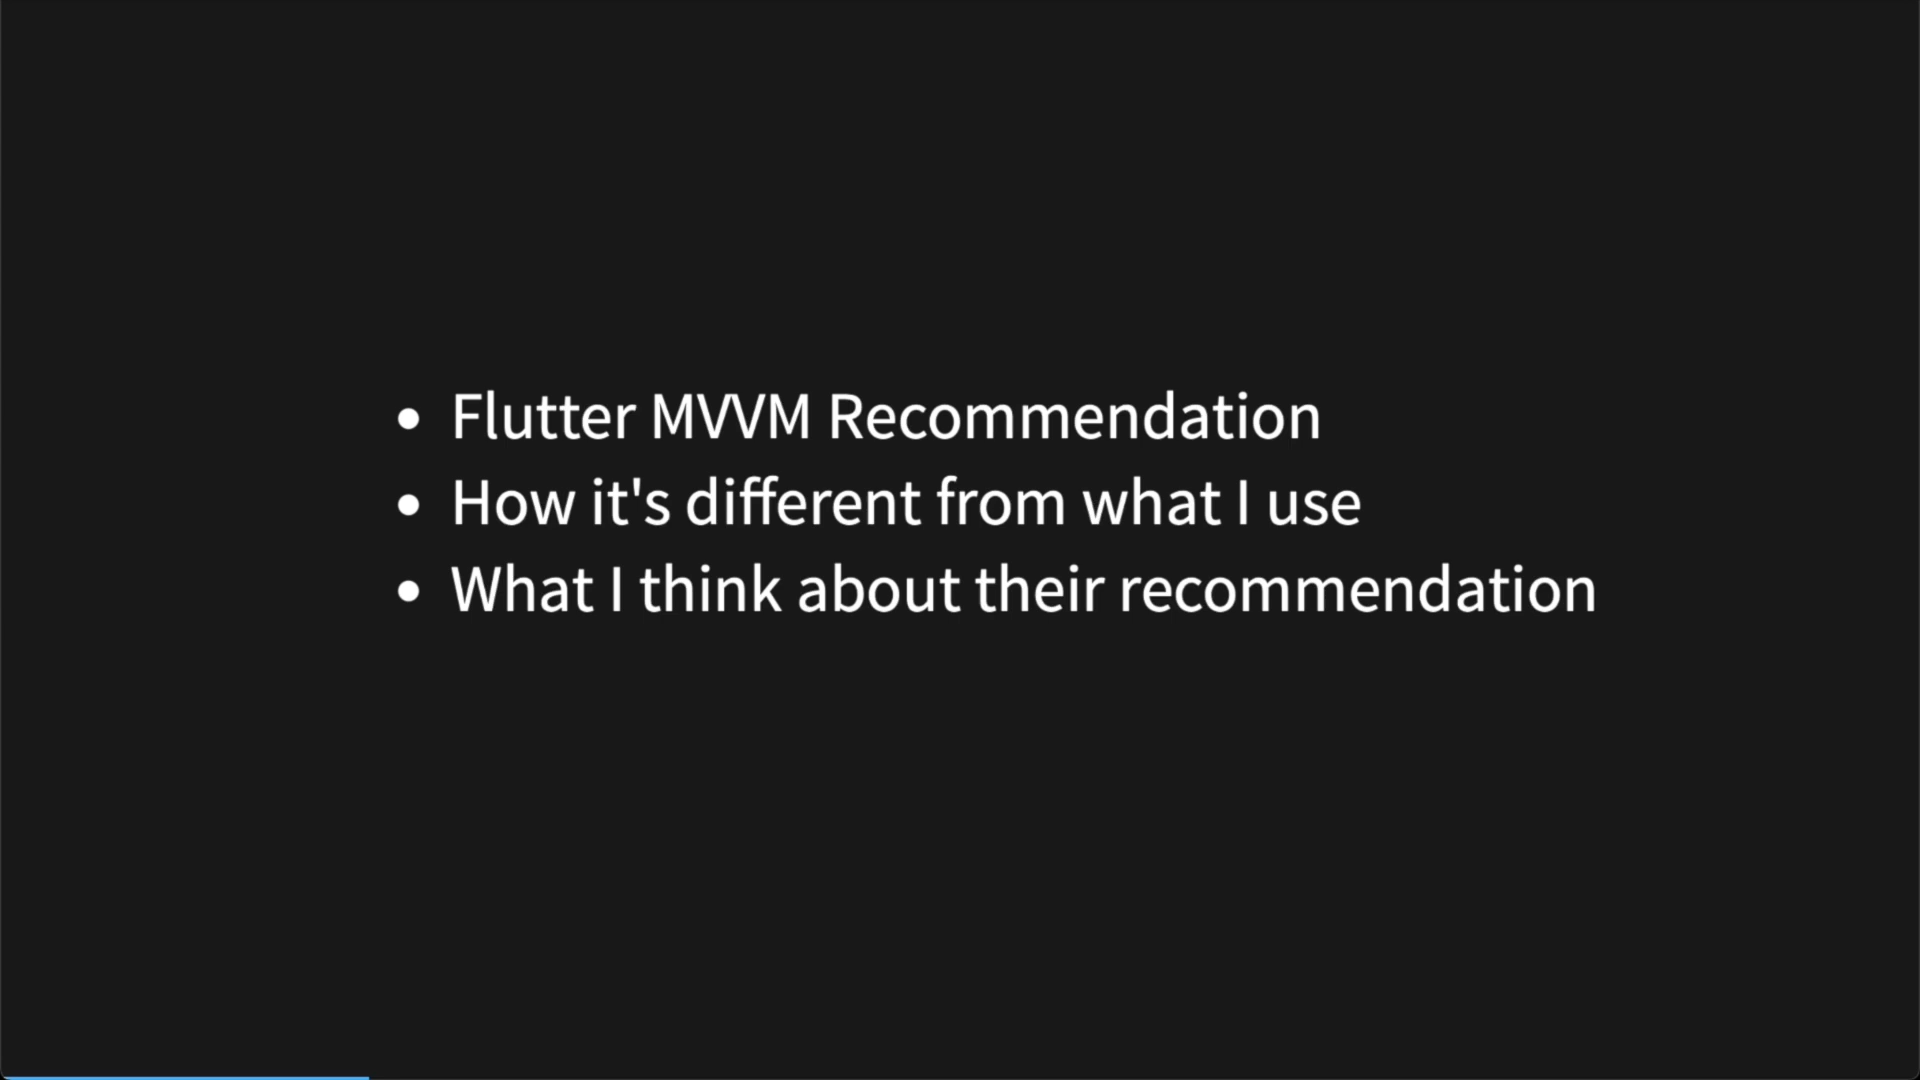 • Flutter MVVM Recommendation
• How it's different from what I use
• What I think about their recommendation